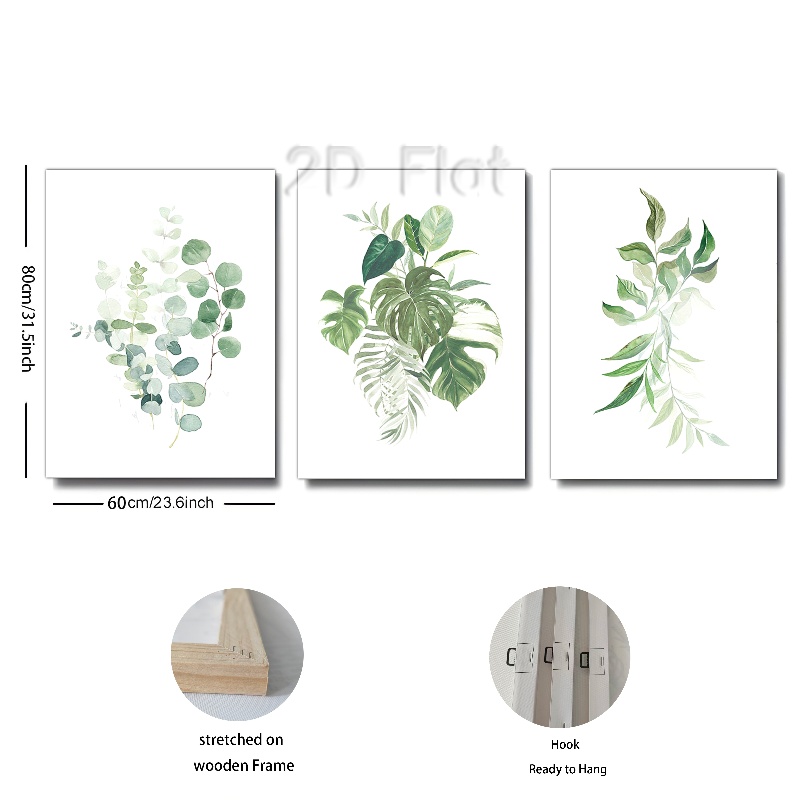 2D Flat
80cm/31.5inch
60cm/23.6inch
stretched on
wooden Frame
Hook
Ready to Hang